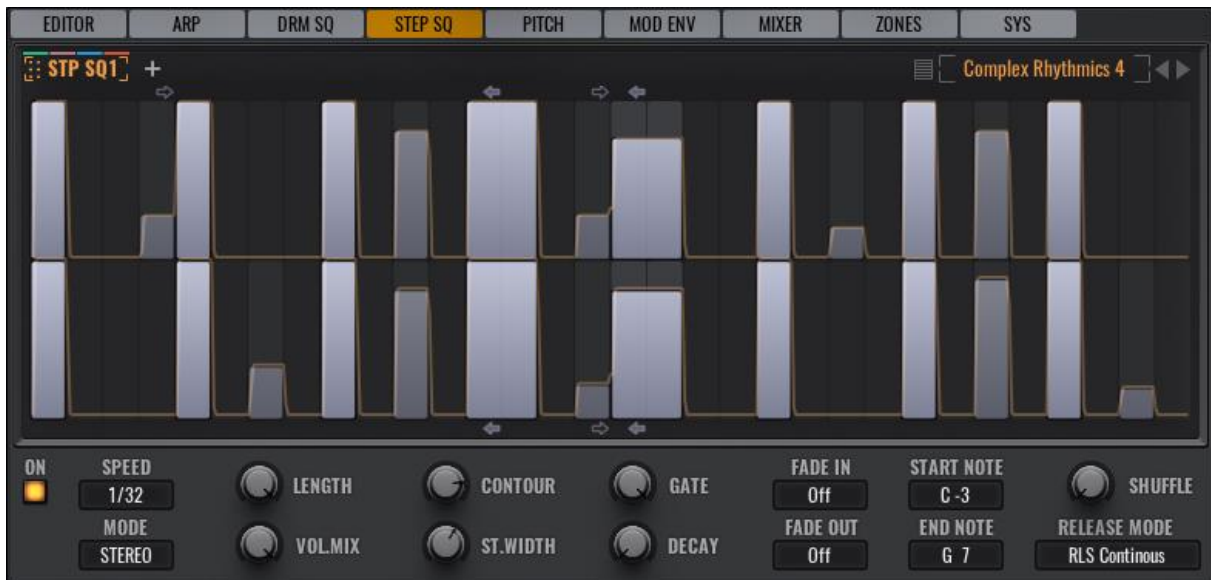 EDITOR ARP DRM SQ STEP SQ PITCH MOD ENV MIXER ZONES SYS
STP SQ1 + Complex Rhythmics 4
ON SPEED LENGTH CONTOUR GATE FADE IN START NOTE SHUFFLE
1/32 Off C -3
MODE VOL.MIX ST.WIDTH DECAY FADE OUT END NOTE RELEASE MODE
STEREO Off G 7 RLS Continous